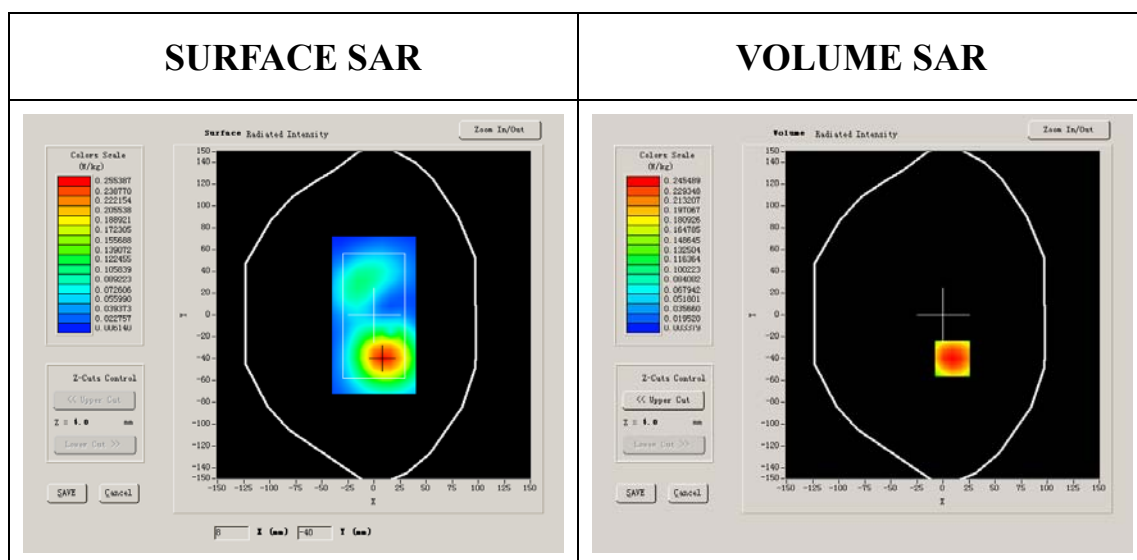 SURFACE SAR
VOLUME SAR
Surface Radiated Intensity
Zoom In/Out
Colors Scale
(W/kg)
0.255387
0.238770
0.222154
0.205538
0.188921
0.172305
0.155688
0.139072
0.122455
0.105839
0.089223
0.072606
0.055990
0.039373
0.022757
0.006140
150
140
120
100
80
60
40
20
0
-20
-40
-60
-80
-100
-120
-140
-150
Y
-150 -125 -100 -75 -50 -25 0 25 50 75 100 125 150
X
Z-Cuts Control
<< Upper Cut
Lower Cut >>
SAVE
Cancel
8 X (mm) -40 Y (mm)
Volume Radiated Intensity
Zoom In/Out
Colors Scale
(W/kg)
0.245489
0.229348
0.213207
0.197067
0.180926
0.164785
0.148645
0.132504
0.116364
0.100223
0.084082
0.067942
0.051801
0.035660
0.019520
0.003379
150
140
120
100
80
60
40
20
0
-20
-40
-60
-80
-100
-120
-140
-150
Y
-150 -125 -100 -75 -50 -25 0 25 50 75 100 125 150
X
Z-Cuts Control
<< Upper Cut
Lower Cut >>
SAVE
Cancel